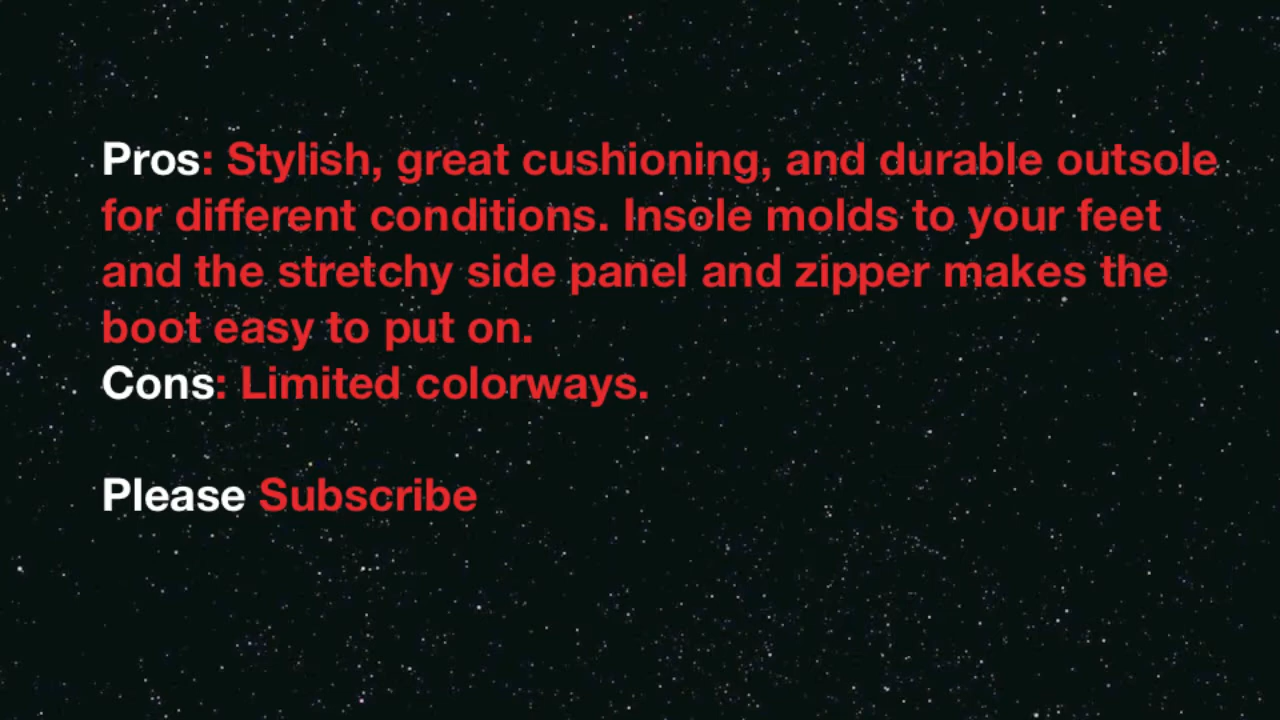 Pros: Stylish, great cushioning, and durable outsole
for different conditions. Insole molds to your feet
and the stretchy side panel and zipper makes the
boot easy to put on.
Cons: Limited colorways.
Please Subscribe